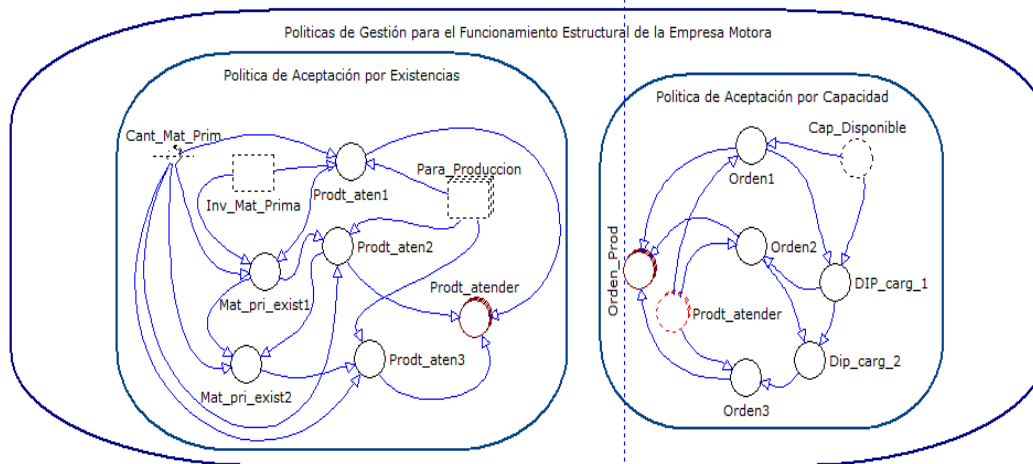 Politicas de Gestión para el Funcionamiento Estructural de la Empresa Motora
Politica de Aceptación por Existencias
Cant_Mat_Prim
Inv_Mat_Prima
Prodt_aten1
Para_Produccion
Prodt_aten2
Mat_pri_exist1
Prodt_atender
Prodt_aten3
Mat_pri_exist2
Politica de Aceptación por Capacidad
Cap_Disponible
Orden1
Orden_Prod
Orden2
DIP_carg_1
Prodt_atender
Dip_carg_2
Orden3